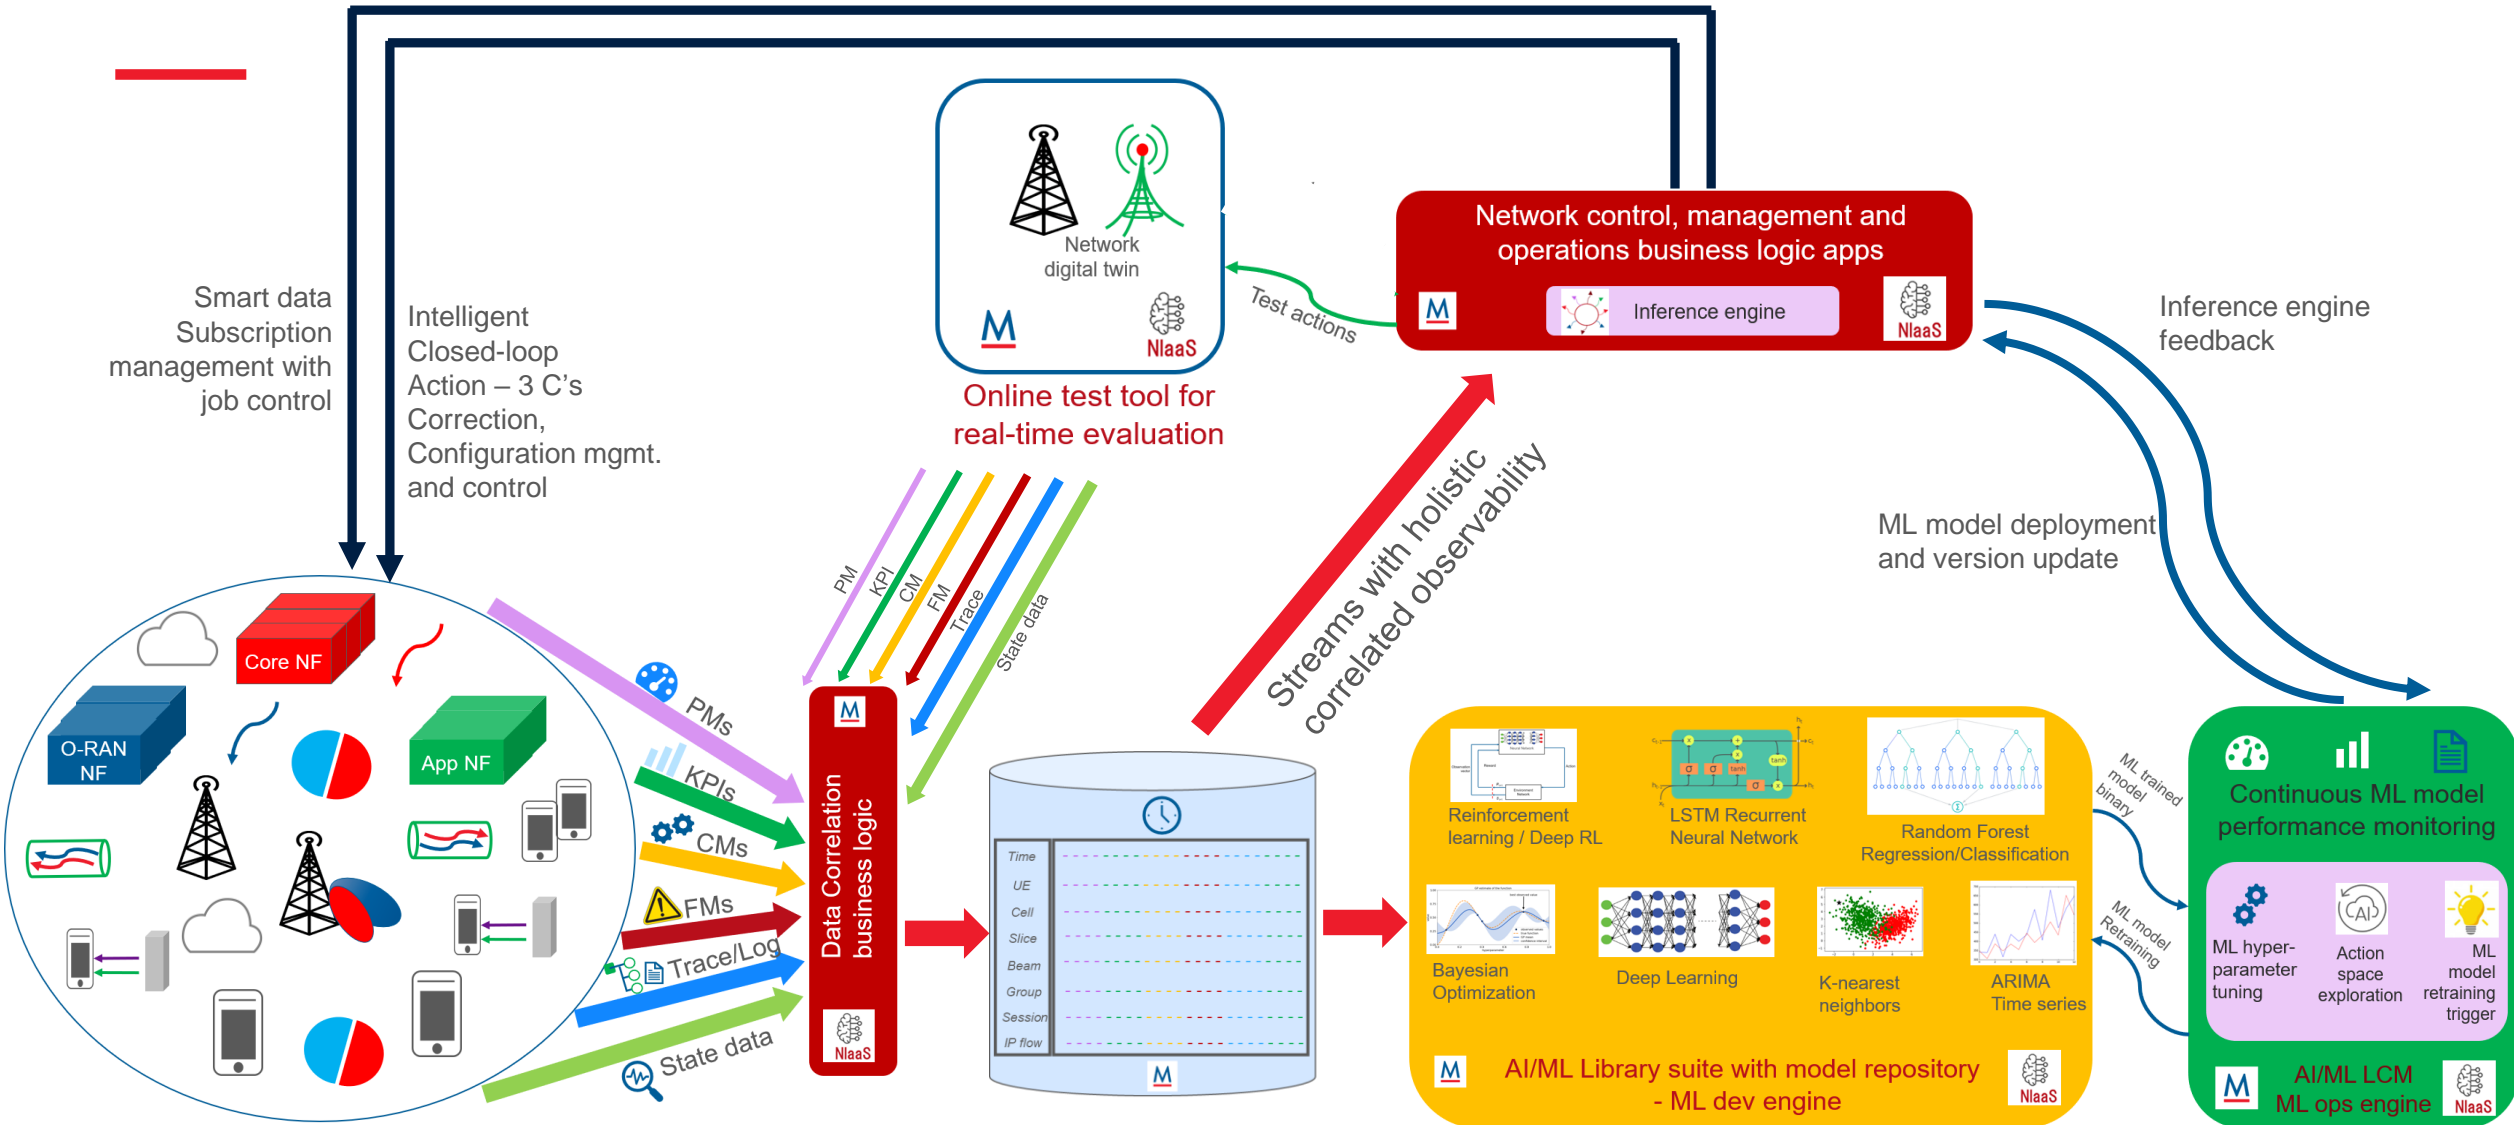 Network
digital twin
M
NIaaS
Online test tool for
real-time evaluation
Test actions
Network control, management and
operations business logic apps
M
Inference engine
NIaaS
Smart data
Subscription
management with
job control
Intelligent
Closed-loop
Action – 3 C's
Correction,
Configuration mgmt.
and control
Inference engine
feedback
ML model deployment
and version update
PM
KPI
CM
FM
Trace
State data
Streams with holistic
correlated observability
Core NF
O-RAN
NF
App NF
PMs
KPIs
CMs
FMs
Trace/Log
State data
M
Data Correlation
business logic
NIaaS
Time
UE
Cell
Slice
Beam
Group
Session
IP flow
M
Reinforcement
learning / Deep RL
LSTM Recurrent
Neural Network
Random Forest
Regression/Classification
Bayesian
Optimization
Deep Learning
K-nearest
neighbors
ARIMA
Time series
M
AI/ML Library suite with model repository
- ML dev engine
NIaaS
ML trained
model
binary
ML model
Retraining
Continuous ML model
performance monitoring
ML hyper-
parameter
tuning
Action
space
exploration
ML
model
retraining
trigger
M
AI/ML LCM
ML ops engine
NIaaS